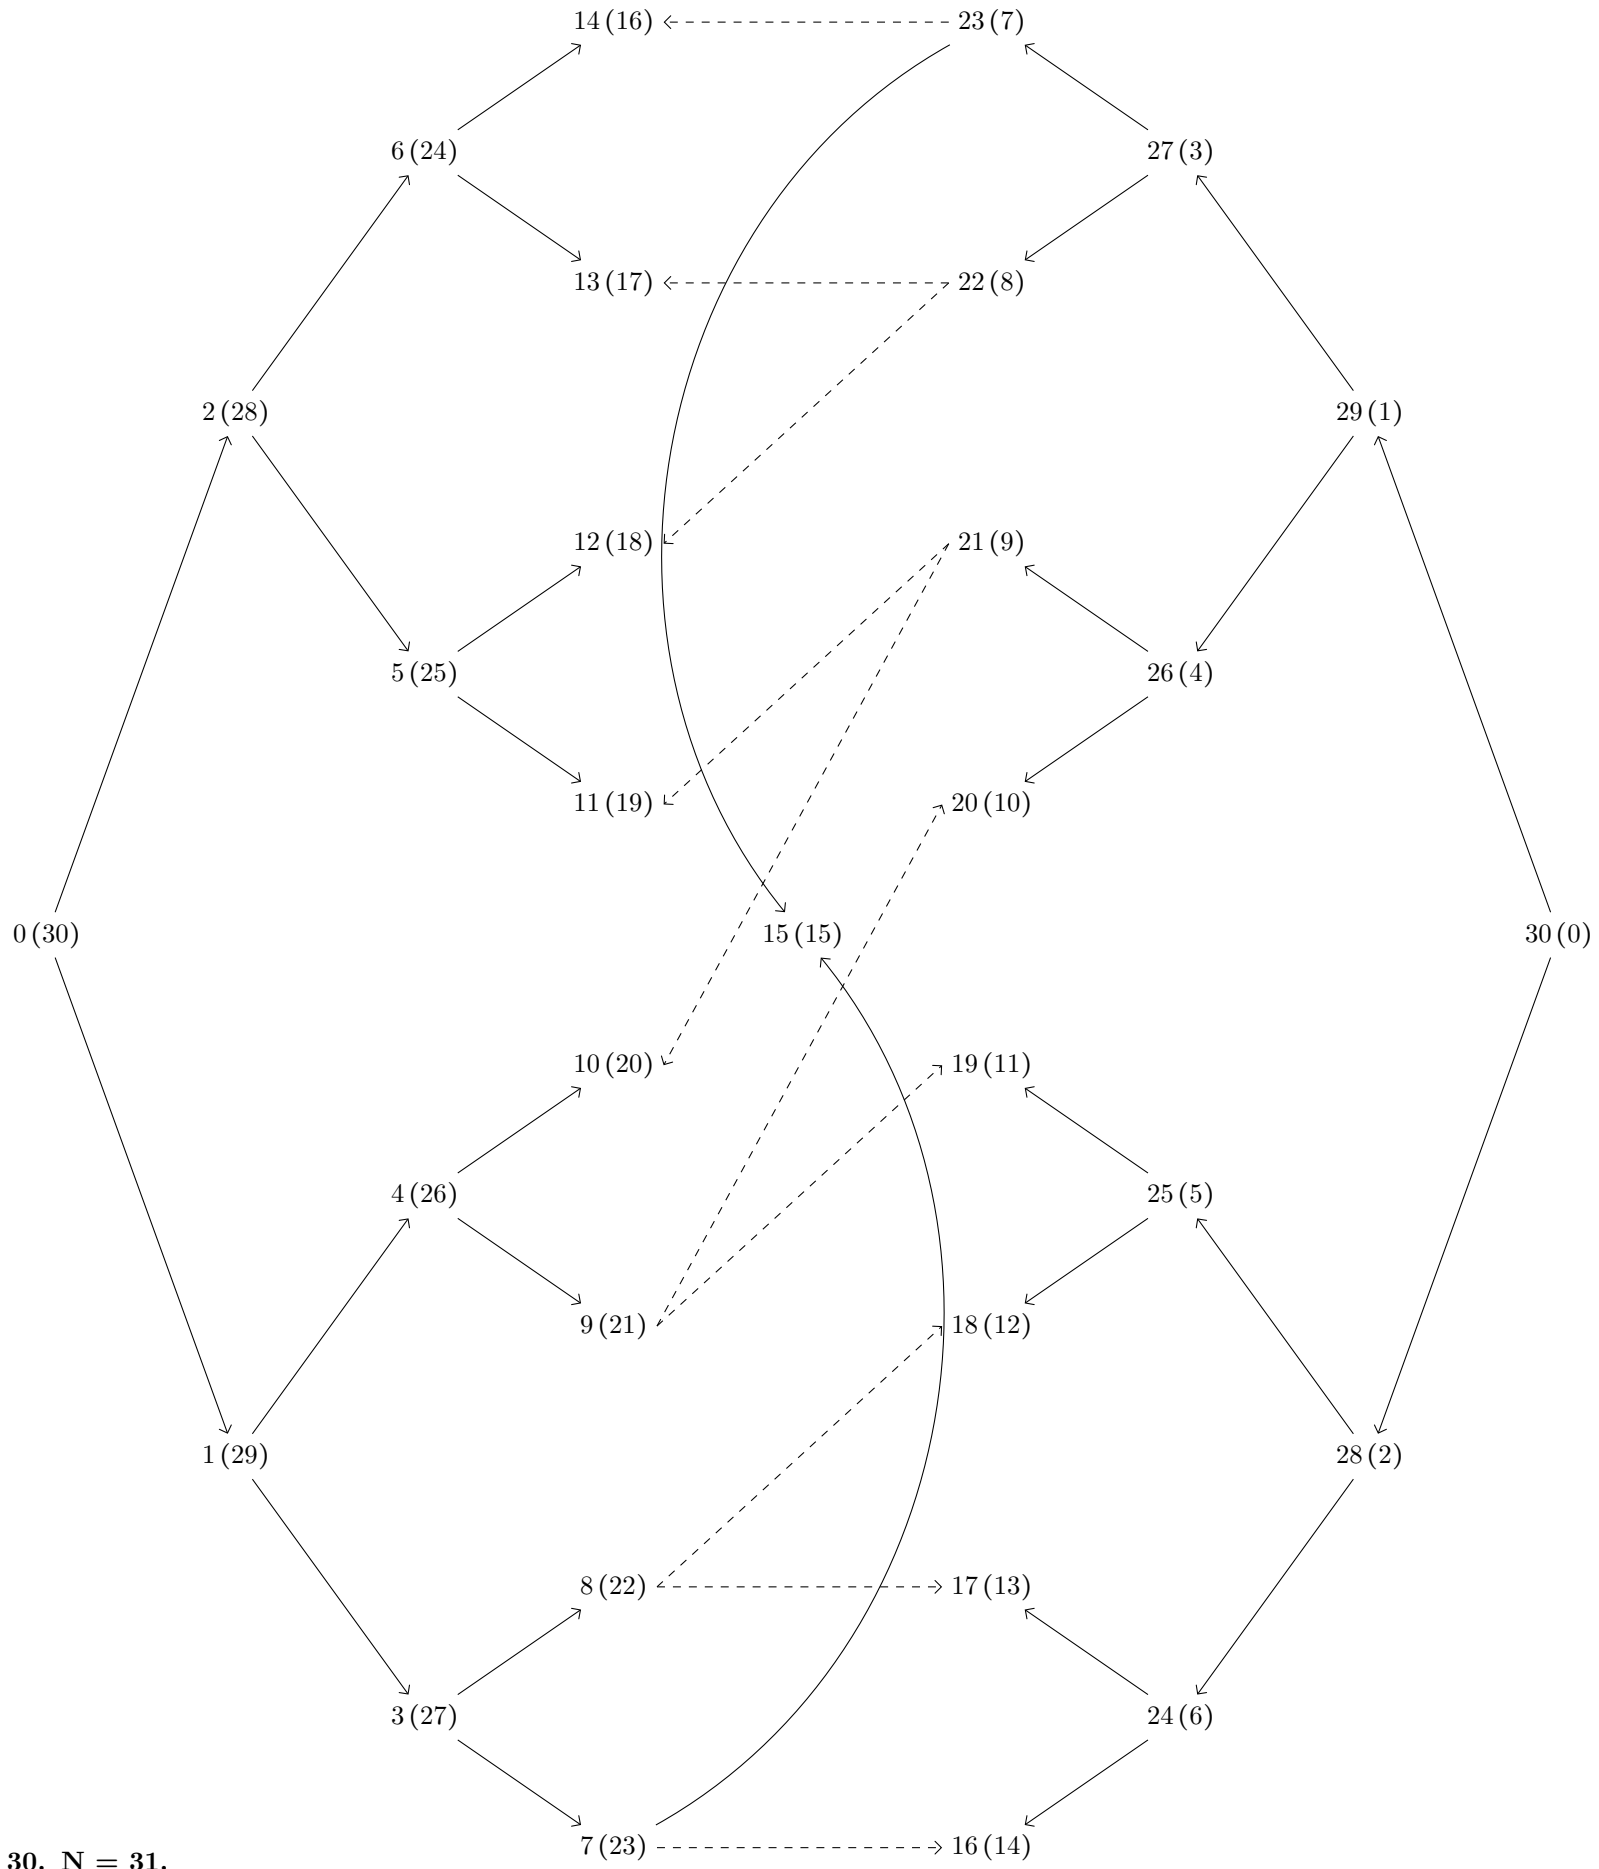 14 (16) 23 (7)
6 (24) 27 (3)
13 (17) 22 (8)
2 (28) 29 (1)
12 (18) 21 (9)
5 (25) 26 (4)
11 (19) 20 (10)
0 (30) 15 (15) 30 (0)
10 (20) 19 (11)
4 (26) 25 (5)
9 (21) 18 (12)
1 (29) 28 (2)
8 (22) 17 (13)
3 (27) 24 (6)
7 (23) 16 (14)
30. N = 31.